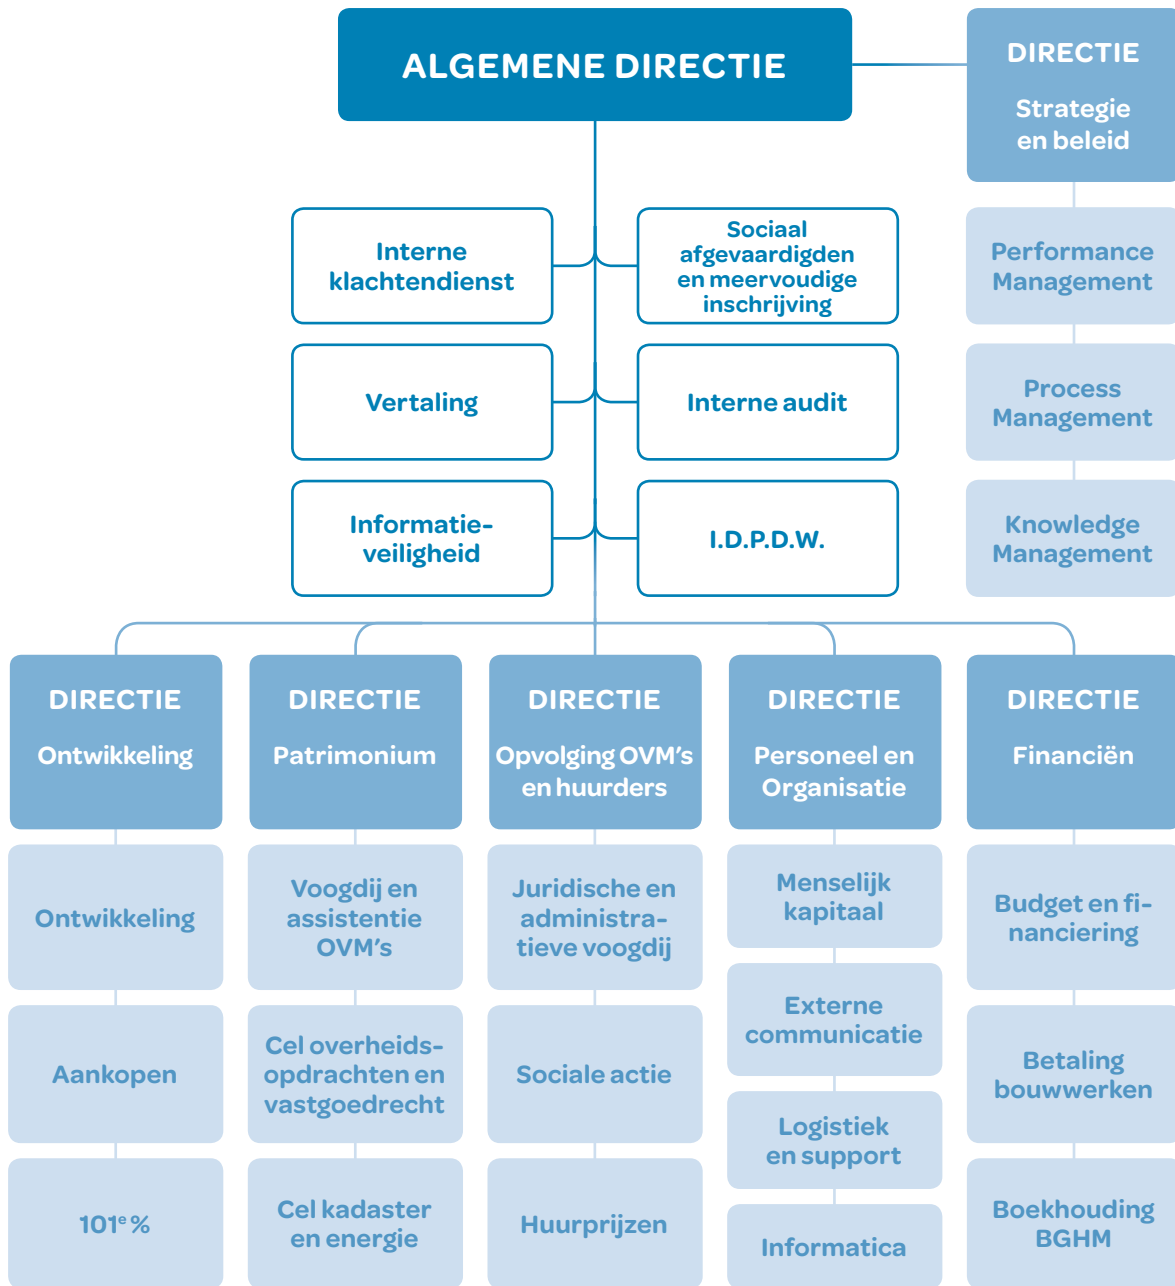 ALGEMENE DIRECTIE
DIRECTIE
Strategie
en beleid
Interne
klachtendienst
Sociaal
afgevaardigden
en meervoudige
inschrijving
Performance
Management
Vertaling
Interne audit
Process
Management
Informatie-
veiligheid
I.D.P.D.W.
Knowledge
Management
DIRECTIE
Ontwikkeling
Ontwikkeling
Aankopen
101ᵉ %
DIRECTIE
Patrimonium
Voogdij en
assistentie
OVM's
Cel overheids-
opdrachten en
vastgoedrecht
Cel kadaster
en energie
DIRECTIE
Opvolging OVM's
en huurders
Juridische en
administra-
tieve voogdij
Sociale actie
Huurprijzen
DIRECTIE
Personeel en
Organisatie
Menselijk
kapitaal
Externe
communicatie
Logistiek
en support
Informatica
DIRECTIE
Financiën
Budget en fi-
nanciering
Betaling
bouwwerken
Boekhouding
BGHM